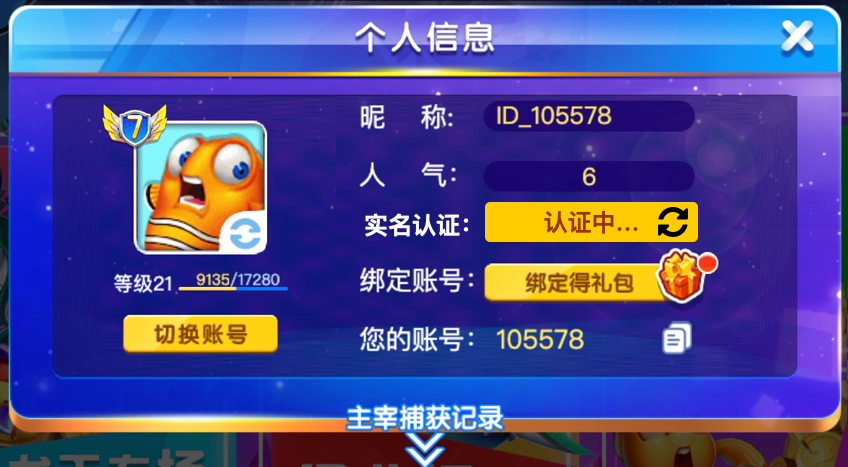 个人信息
7
昵 称: ID_105578
人 气: 6
实名认证: 认证中...
等级21 9135/17280
绑定账号: 绑定得礼包
切换账号
您的账号: 105578
主宰捕获记录